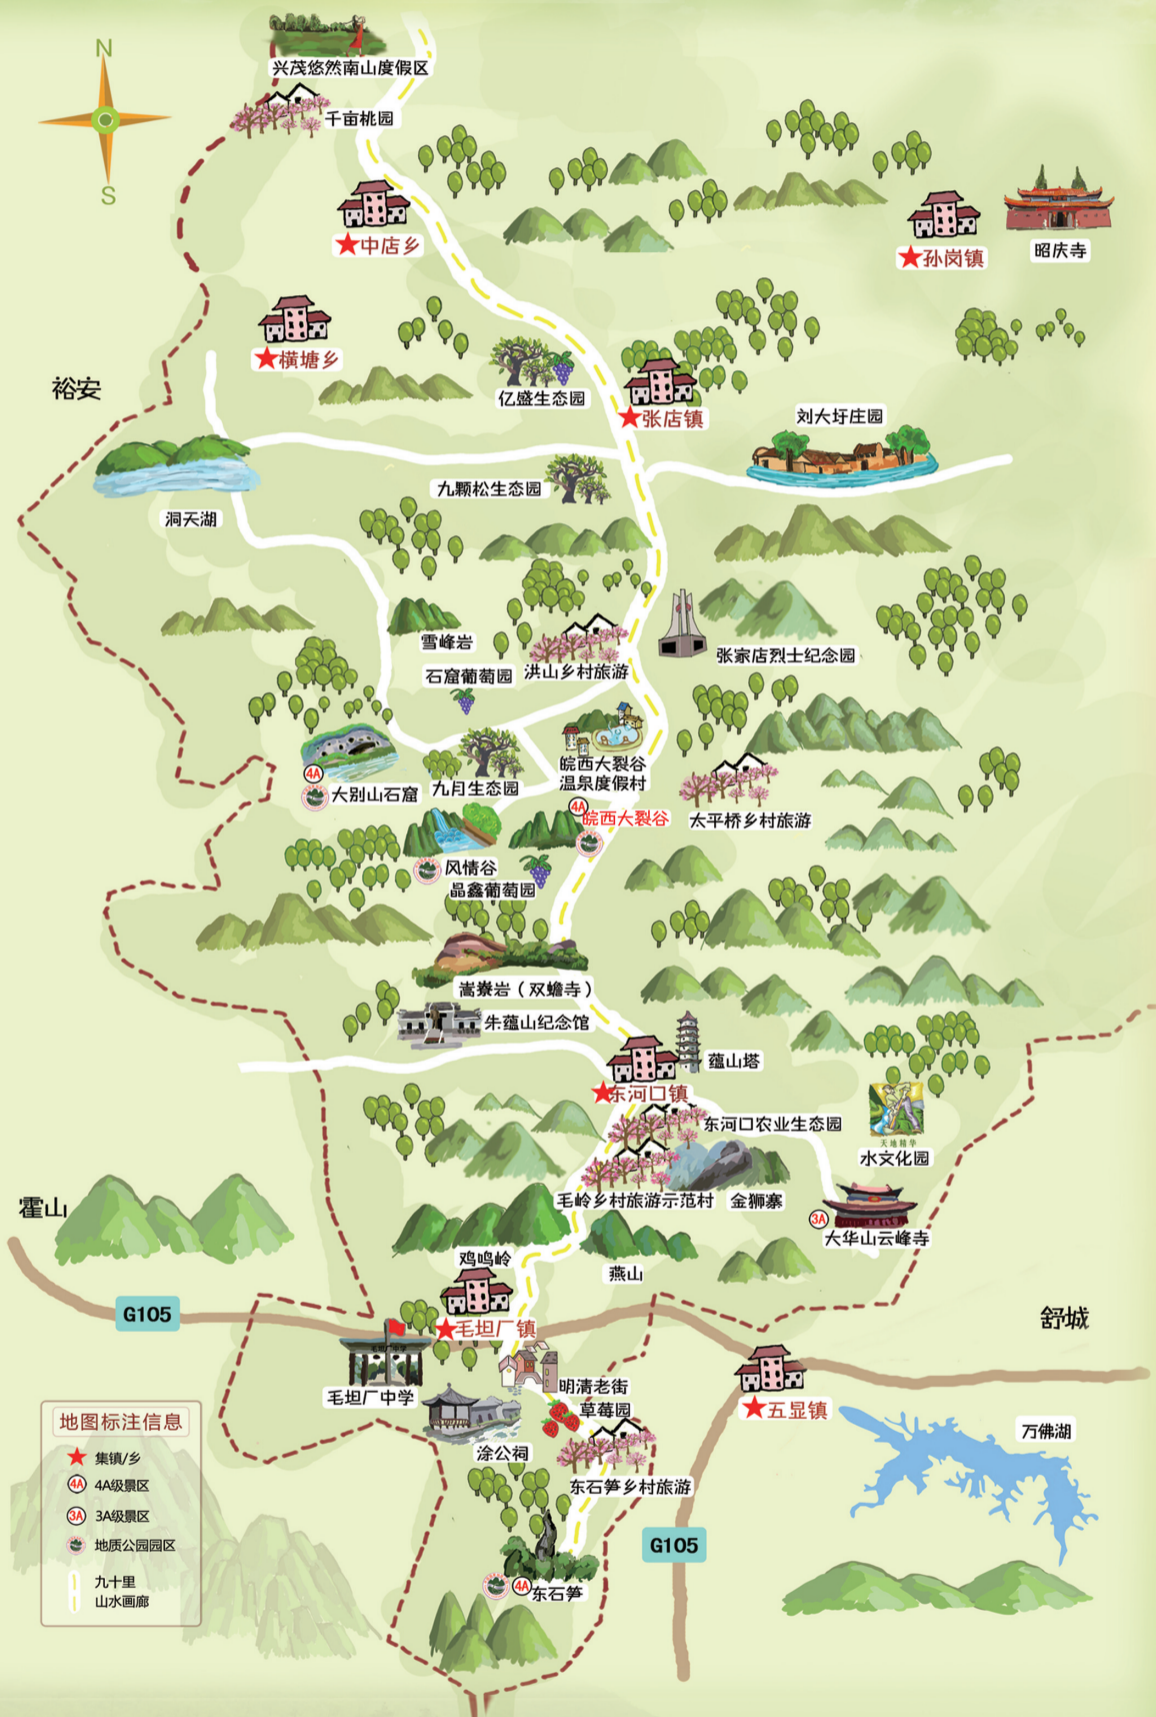 兴茂悠然南山度假区
N
千亩桃园
S
中店乡
孙岗镇
昭庆寺
横塘乡
裕安
亿盛生态园
张店镇
刘大圩庄园
九颗松生态园
洞天湖
雪峰岩
张家店烈士纪念园
石窟葡萄园
洪山乡村旅游
皖西大裂谷
温泉度假村
4A
大别山石窟
九月生态园
4A
皖西大裂谷
太平桥乡村旅游
风情谷
晶鑫葡萄园
嵩寮岩（双蟾寺）
朱蕴山纪念馆
蕴山塔
东河口镇
东河口农业生态园
天地精华
水文化园
毛岭乡村旅游示范村
金狮寨
霍山
3A
大华山云峰寺
鸡鸣岭
燕山
G105
舒城
毛坦厂镇
毛坦厂中学
毛坦厂中学
明清老街
草莓园
五显镇
万佛湖
涂公祠
东石笋乡村旅游
G105
4A
东石笋
地图标注信息
集镇/乡
4A 4A级景区
3A 3A级景区
地质公园园区
九十里
山水画廊